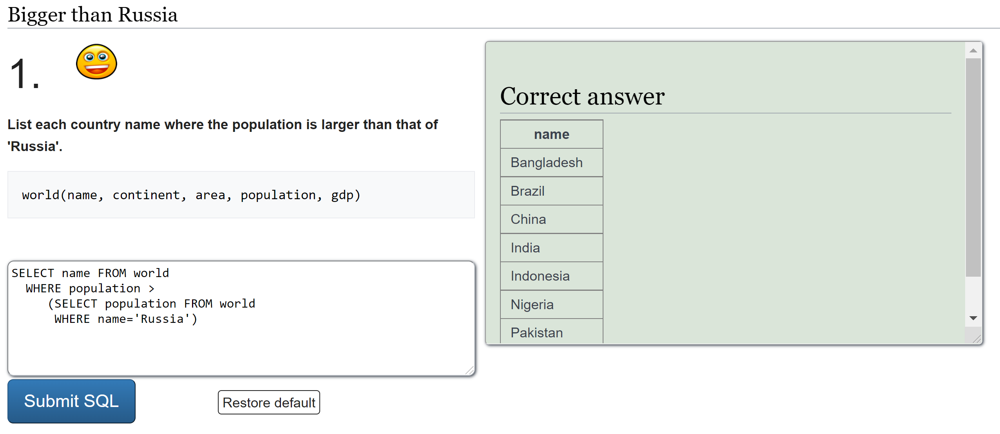 Bigger than Russia
1.
List each country name where the population is larger than that of
'Russia'.
world(name, continent, area, population, gdp)
SELECT name FROM world
  WHERE population >
     (SELECT population FROM world
      WHERE name='Russia')
Submit SQL
Restore default
Correct answer
name
Bangladesh
Brazil
China
India
Indonesia
Nigeria
Pakistan